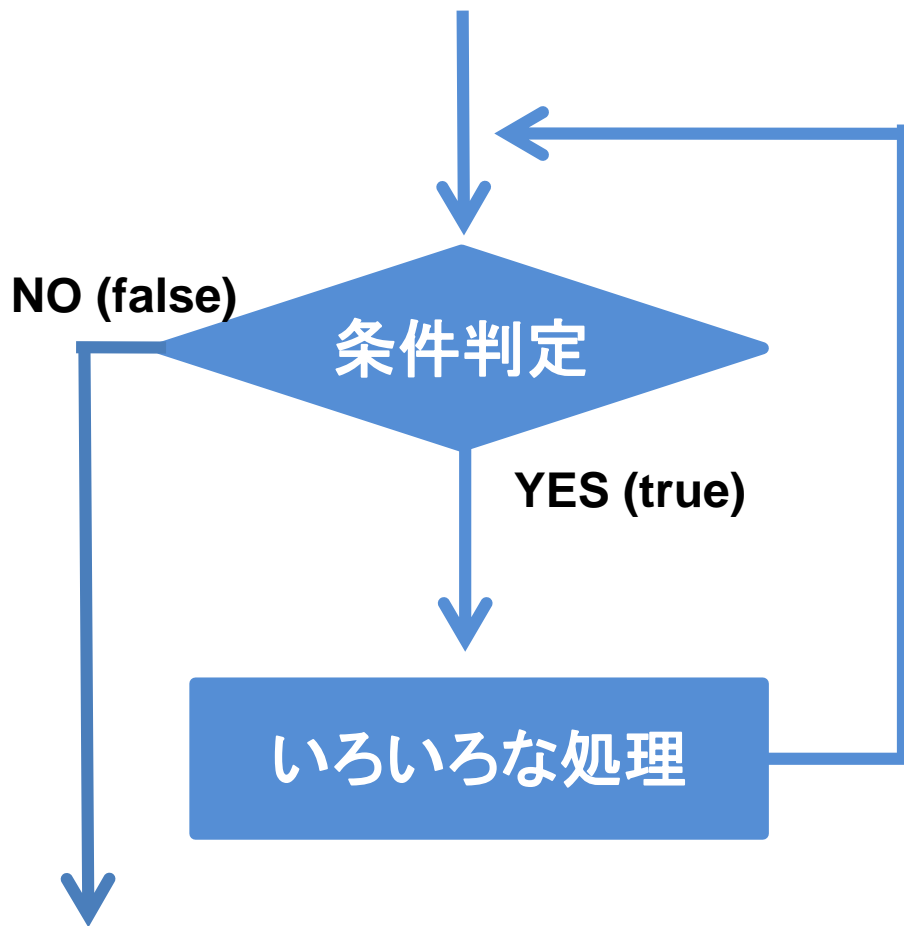 NO (false)
条件判定
YES (true)
いろいろな処理